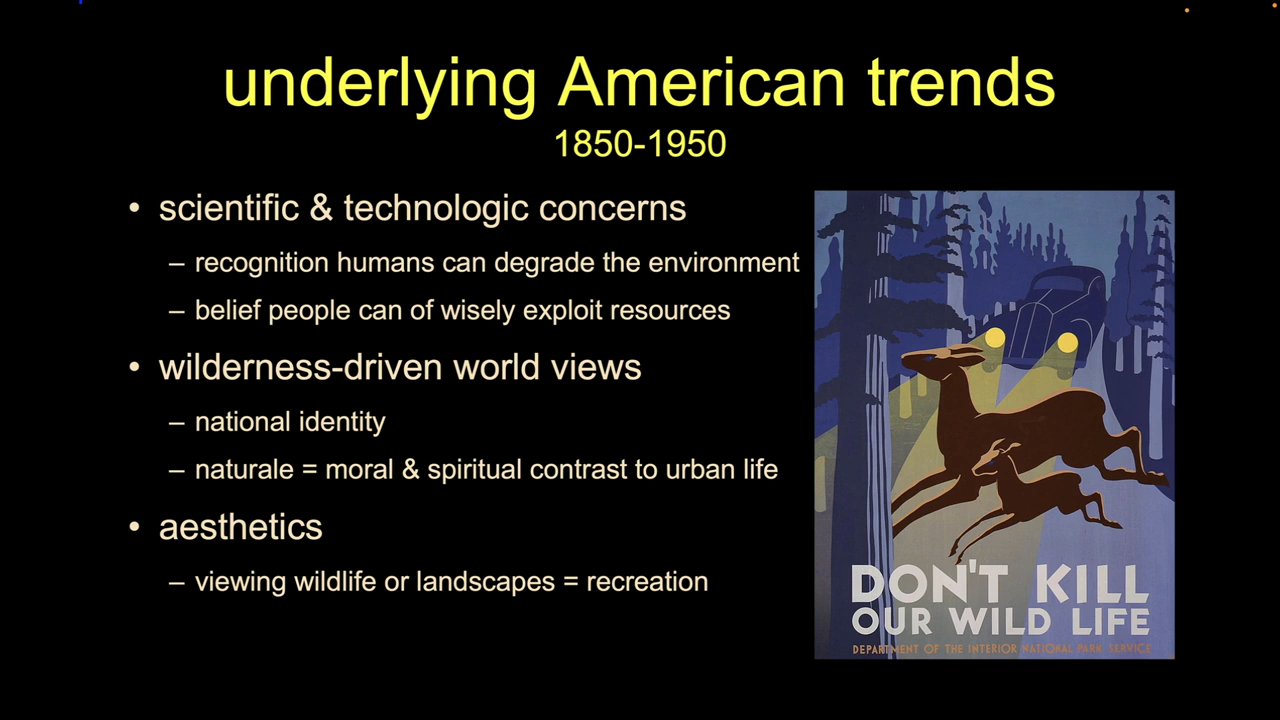 underlying American trends
1850-1950
• scientific & technologic concerns
– recognition humans can degrade the environment
– belief people can of wisely exploit resources
• wilderness-driven world views
– national identity
– naturale = moral & spiritual contrast to urban life
• aesthetics
– viewing wildlife or landscapes = recreation
DON'T KILL
OUR WILD LIFE
DEPARTMENT OF THE INTERIOR NATIONAL PARK SERVICE